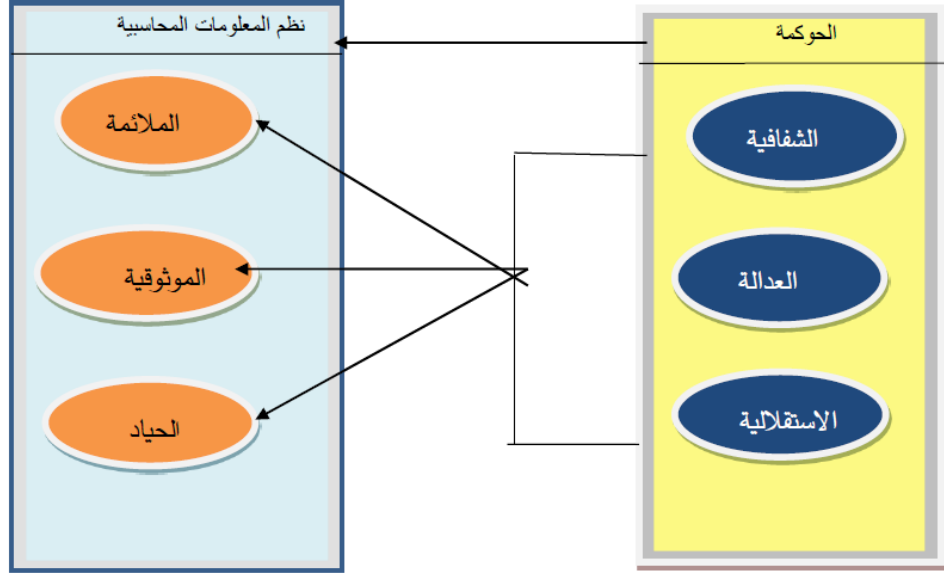 الحوكمة
الشفافية
العدالة
الاستقلالية
نظم المعلومات المحاسبية
الملائمة
الموثوقية
الحياد